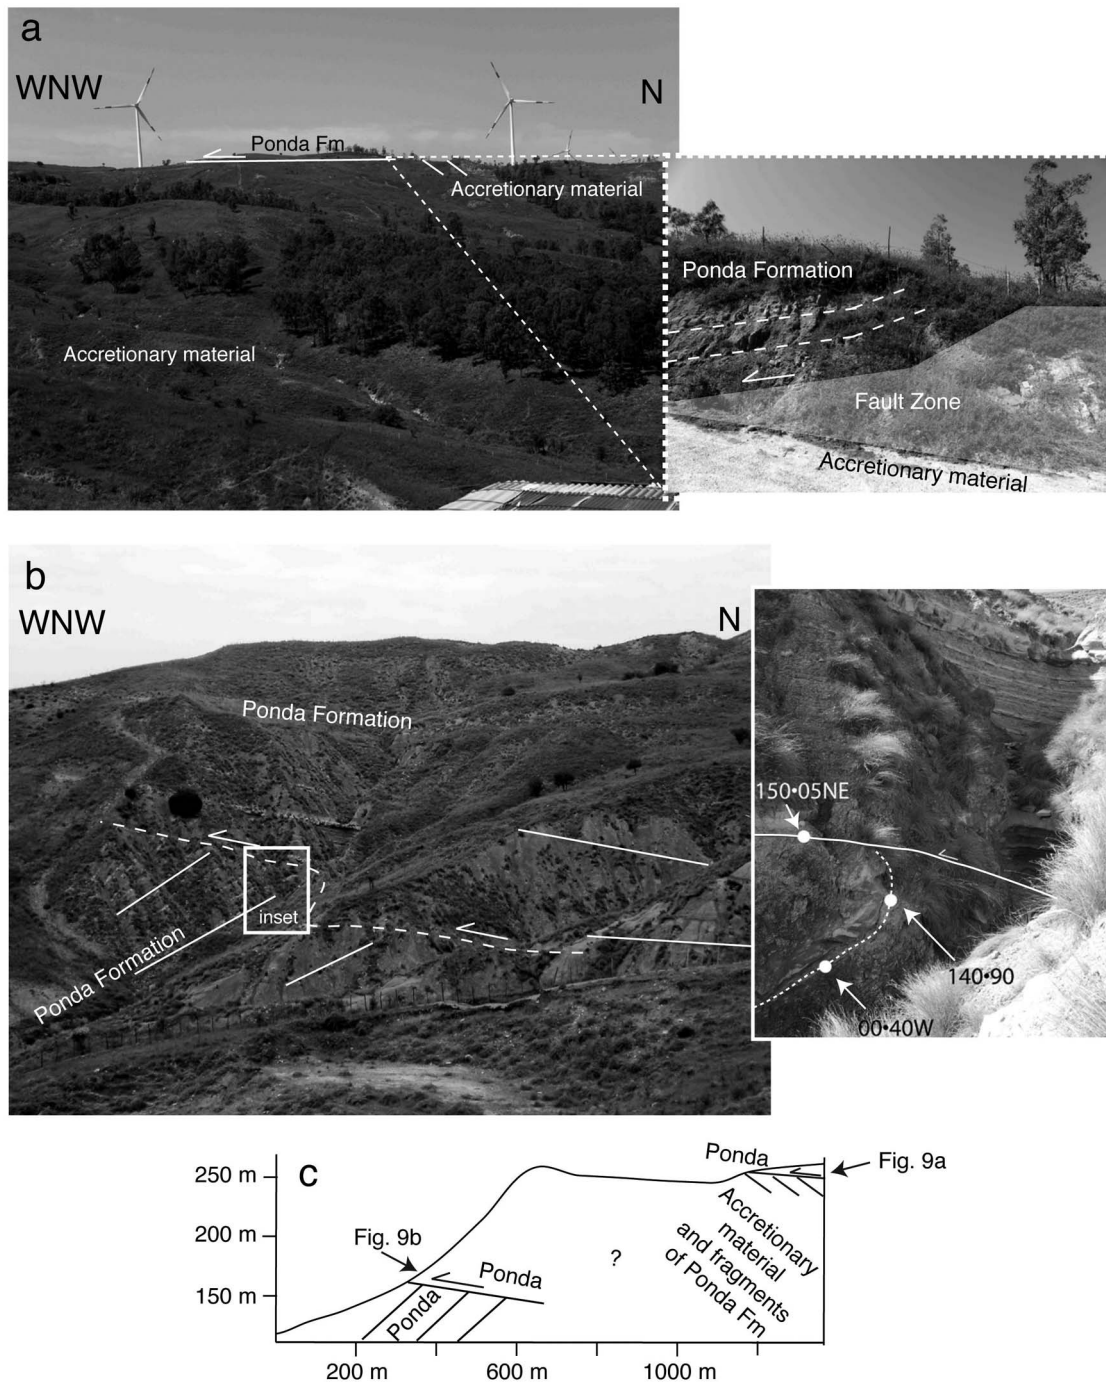 a
WNW
N
Ponda Fm
Accretionary material
Accretionary material
Ponda Formation
Fault Zone
Accretionary material
b
WNW
N
Ponda Formation
inset
Ponda Formation
150•05NE
140•90
00•40W
c
250 m
200 m
150 m
Fig. 9b
Ponda
Ponda
?
Ponda
Fig. 9a
Accretionary
material
and fragments
of Ponda Fm
200 m
600 m
1000 m